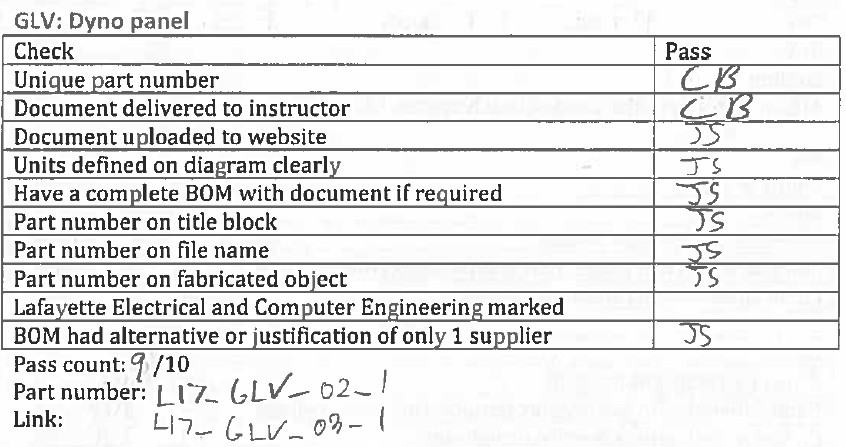 GLV: Dyno panel
Check Pass
Unique part number CB
Document delivered to instructor CB
Document uploaded to website JS
Units defined on diagram clearly JS
Have a complete BOM with document if required JS
Part number on title block JS
Part number on file name JS
Part number on fabricated object JS
Lafayette Electrical and Computer Engineering marked
BOM had alternative or justification of only 1 supplier JS
Pass count: 9/10
Part number: L17-GLV-02-1
Link: L17-GLV-03-1